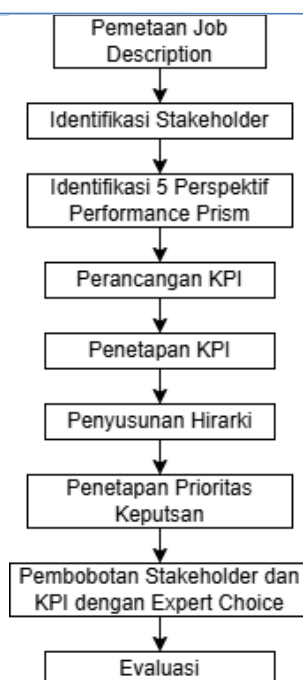 Pemetaan Job
Description
Identifikasi Stakeholder
Identifikasi 5 Perspektif
Performance Prism
Perancangan KPI
Penetapan KPI
Penyusunan Hirarki
Penetapan Prioritas
Keputsan
Pembobotan Stakeholder dan
KPI dengan Expert Choice
Evaluasi